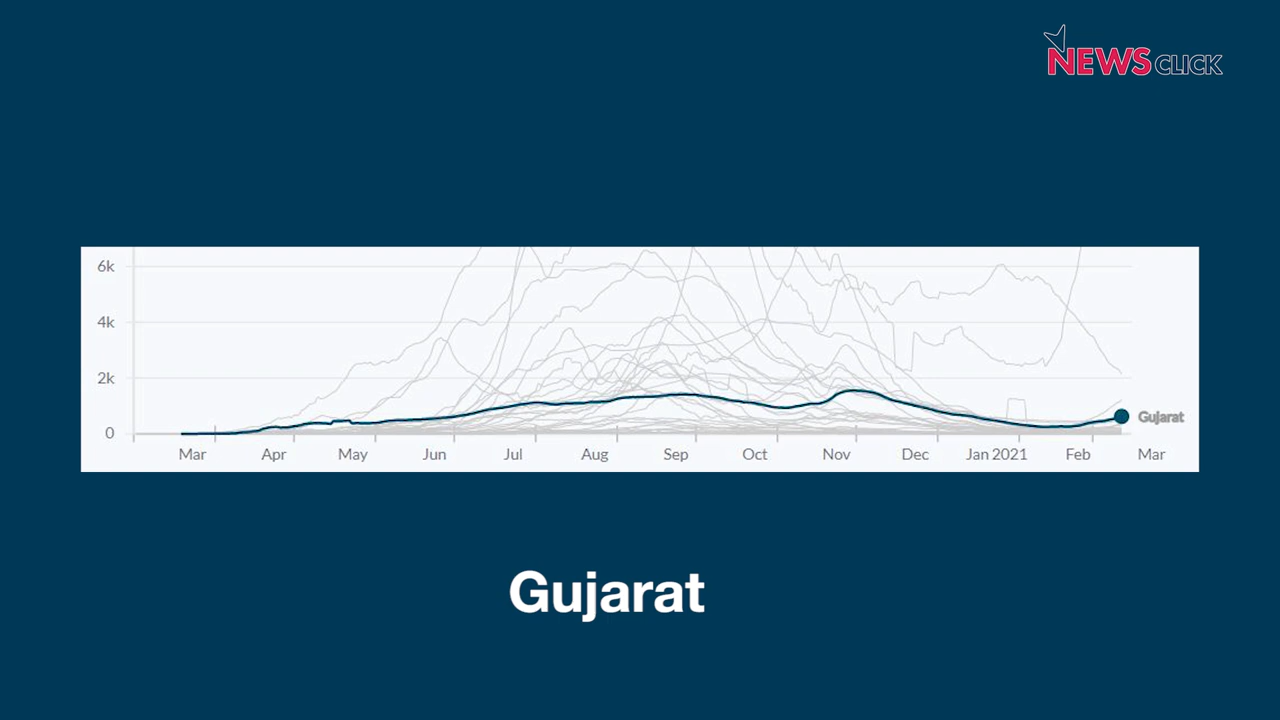 NEWSCLICK
6k
4k
2k
0
Gujarat
Mar Apr May Jun Jul Aug Sep Oct Nov Dec Jan 2021 Feb Mar
Gujarat